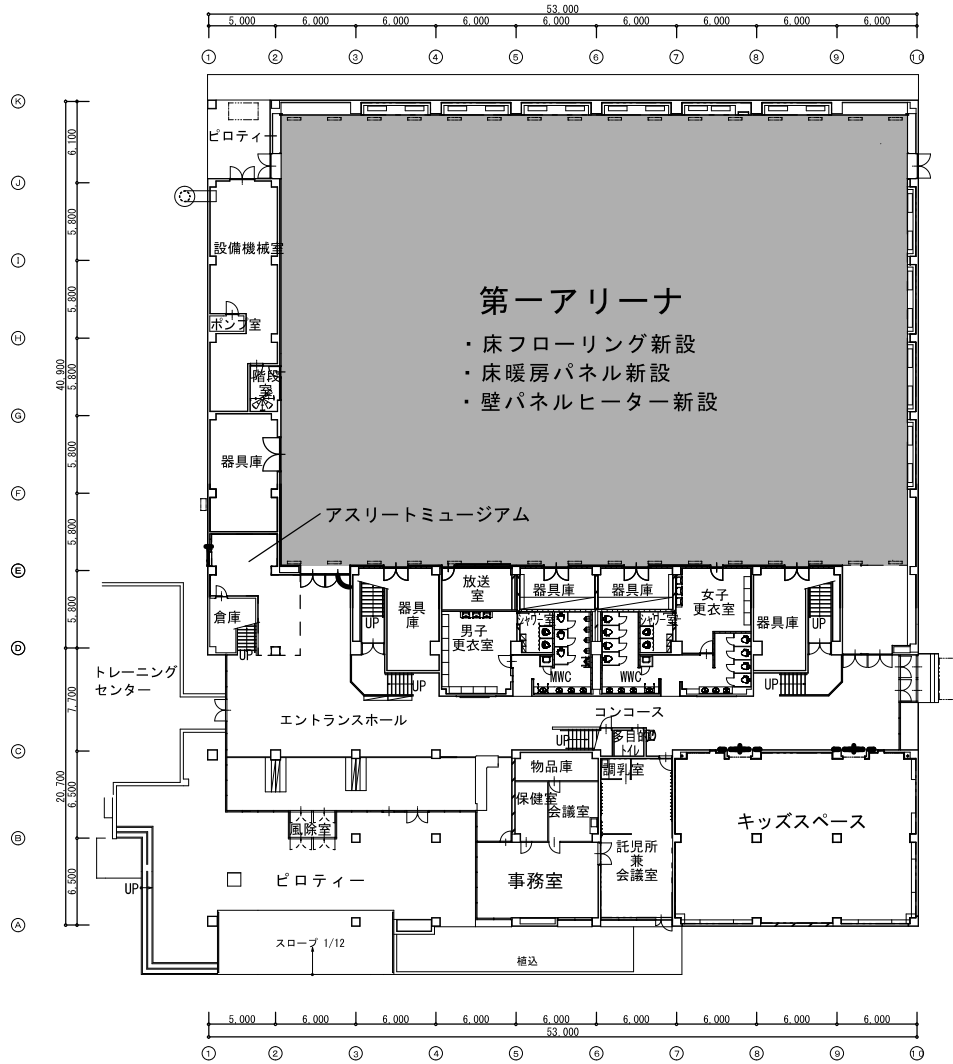 53,000
5,000 6,000 6,000 6,000 6,000 6,000 6,000 6,000 6,000
1 2 3 4 5 6 7 8 9 10
K
6,100
ピロティー
J
5,800
設備機械室
I
5,800
第一アリーナ
ポンプ室
H
・床フローリング新設
40,900
5,800
階段室
・床暖房パネル新設
・壁パネルヒーター新設
G
5,800
器具庫
F
5,800
アスリートミュージアム
E
5,800
倉庫
UP
UP
器具庫
放送室
男子更衣室
器具庫
シャワー室
MWC
器具庫
シャワー室
WWC
女子更衣室
器具庫
UP
D
トレーニング
センター
7,700
UP
UP
エントランスホール
コンコース
C
UP
多目的
トイレ
20,700
6,500
物品庫
調乳室
保健室
会議室
キッズスペース
B
風除室
託児所
兼
会議室
6,500
UP
ピロティー
事務室
A
スロープ 1/12
植込
5,000 6,000 6,000 6,000 6,000 6,000 6,000 6,000 6,000
53,000
1 2 3 4 5 6 7 8 9 10